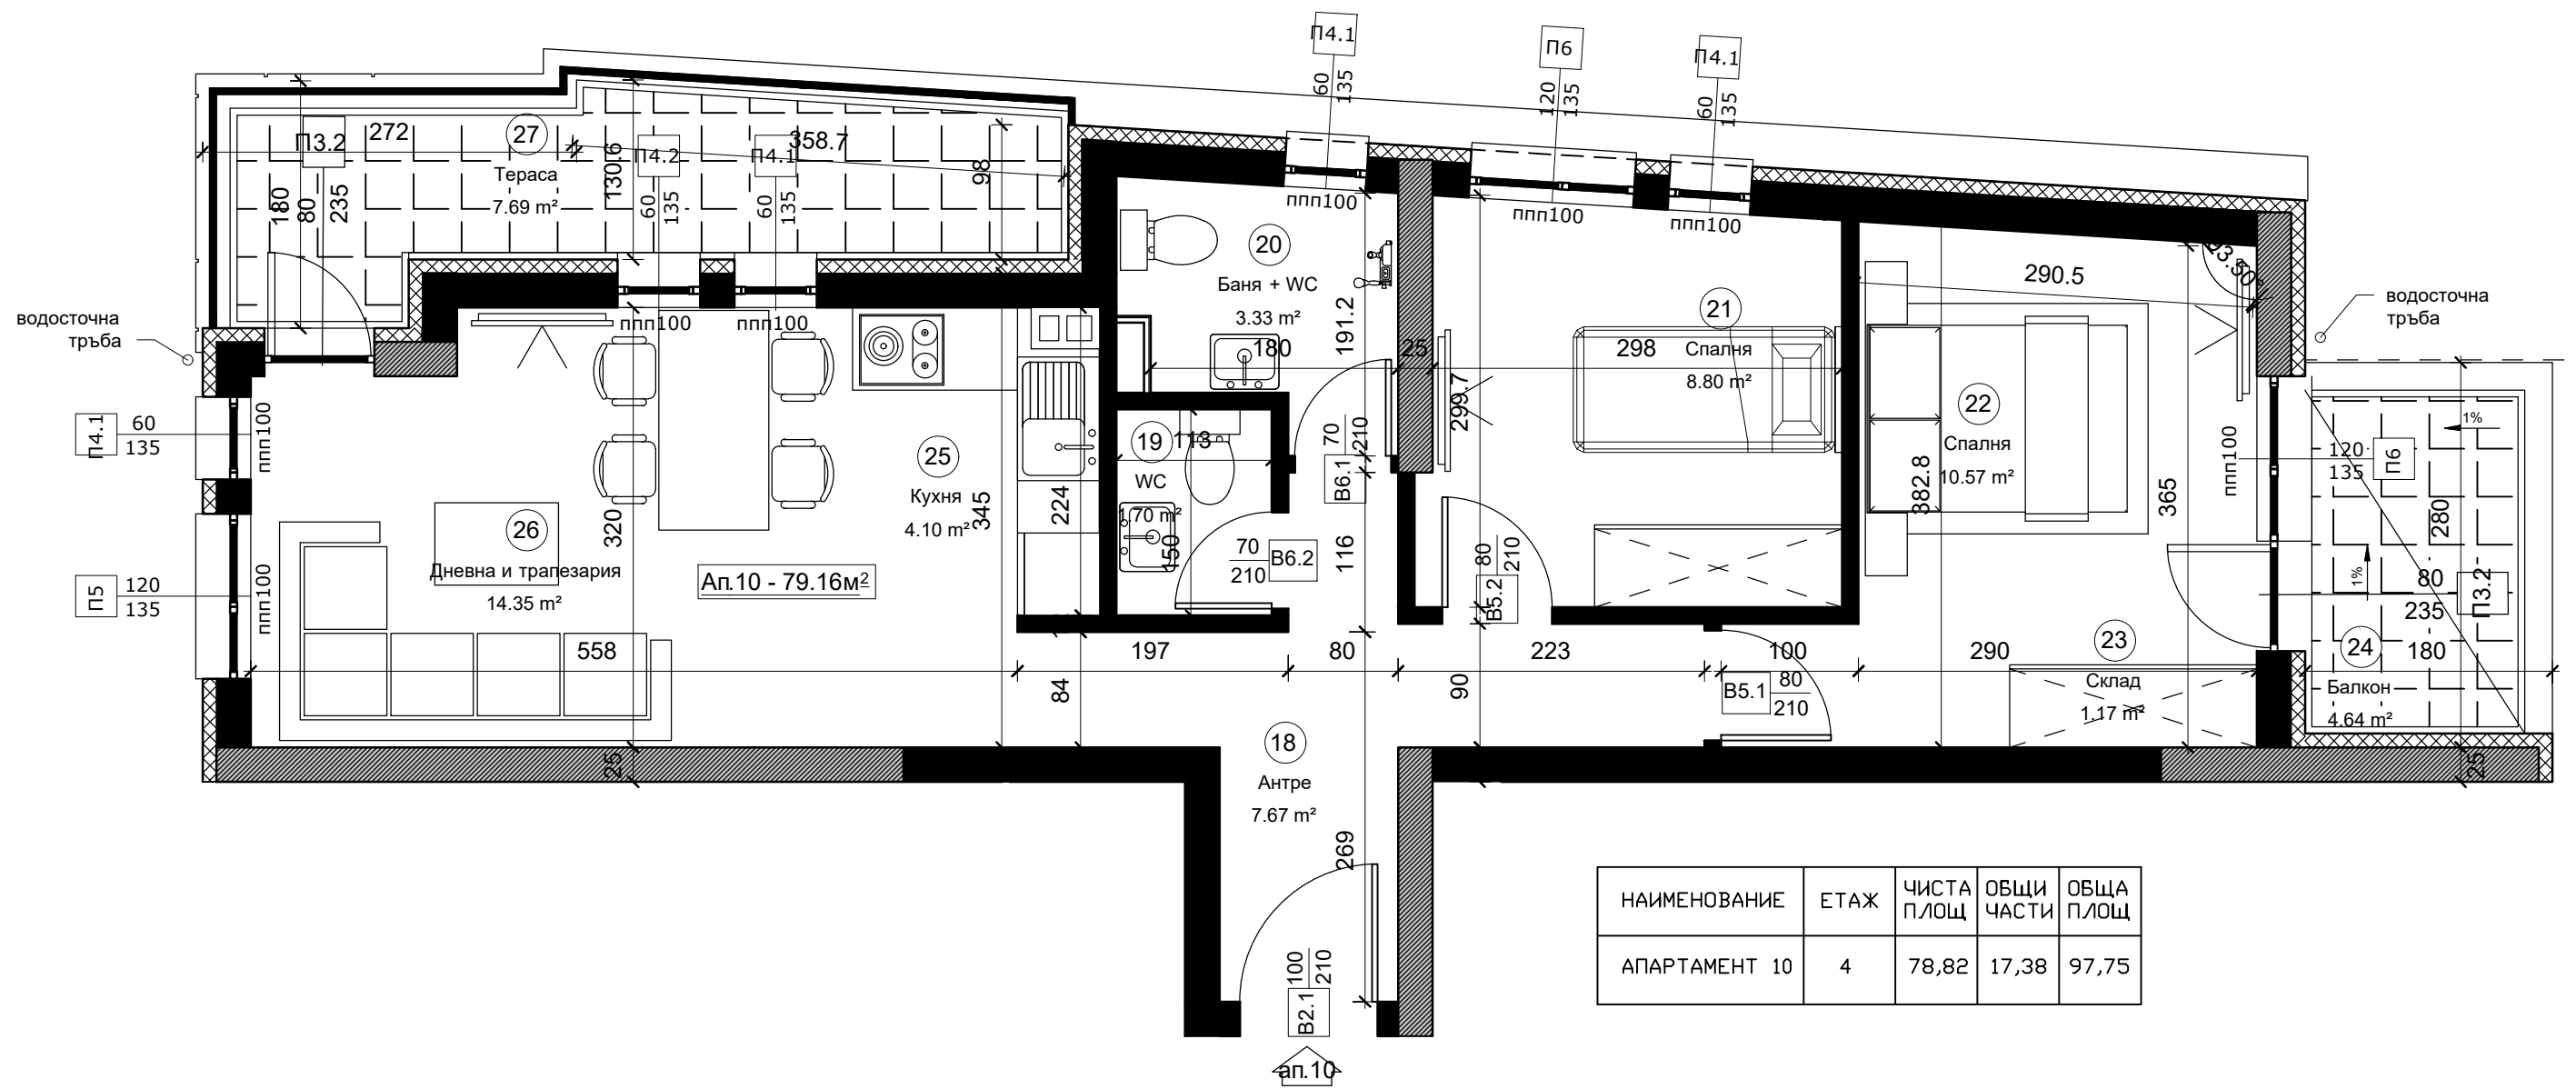 П4.1
60
135
П6
120
135
П4.1
60
135
272
27
Тераса
7.69 m²
П3.2
180
80
235
130.6
П4.2
60
135
П4.1
60
135
358.7
98
ппп100
ппп100
ппп100
ппп100
ппп100
водосточна
тръба
20
Баня + WC
3.33 m²
191.2
180
25
298
21
Спалня
8.80 m²
299.7
290.5
водосточна
тръба
22
Спалня
10.57 m²
382.8
365
ппп100
120
135
П6
1%
280
1%
80
235
180
П3.2
24
Балкон
4.64 m²
25
П4.1
60
135
ппп100
П5
120
135
ппп100
26
Дневна и трапезария
14.35 m²
320
25
Кухня
4.10 m²
345
224
Ап.10 - 79.16м²
19
113
WC
1.70 m²
150
70
210
В6.2
70
210
В6.1
116
80
210
В5.2
558
197
80
223
100
290
84
90
25
В5.1
80
210
23
Склад
1.17 m²
18
Антре
7.67 m²
269
100
210
В2.1
ап.10
НАИМЕНОВАНИЕ ЕТАЖ ЧИСТА ПЛОЩ ОБЩИ ЧАСТИ ОБЩА ПЛОЩ
АПАРТАМЕНТ 10 4 78,82 17,38 97,75